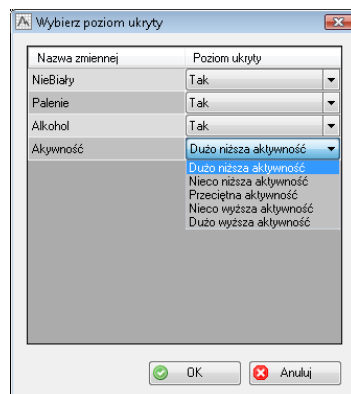 Wybierz poziom ukryty
Nazwa zmiennej Poziom ukryty
NieBiały Tak
Palenie Tak
Alkohol Tak
Akywność Dużo niższa aktywność
Dużo niższa aktywność
Nieco niższa aktywność
Przeciętna aktywność
Nieco wyższa aktywność
Dużo wyższa aktywność
OK Anuluj